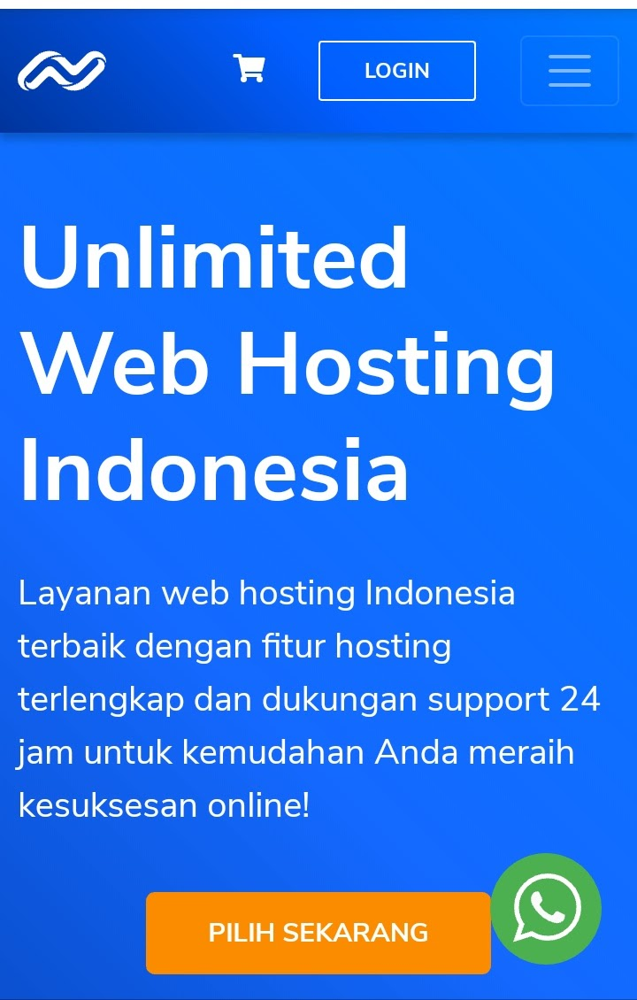 LOGIN
Unlimited
Web Hosting
Indonesia
Layanan web hosting Indonesia
terbaik dengan fitur hosting
terlengkap dan dukungan support 24
jam untuk kemudahan Anda meraih
kesuksesan online!
PILIH SEKARANG